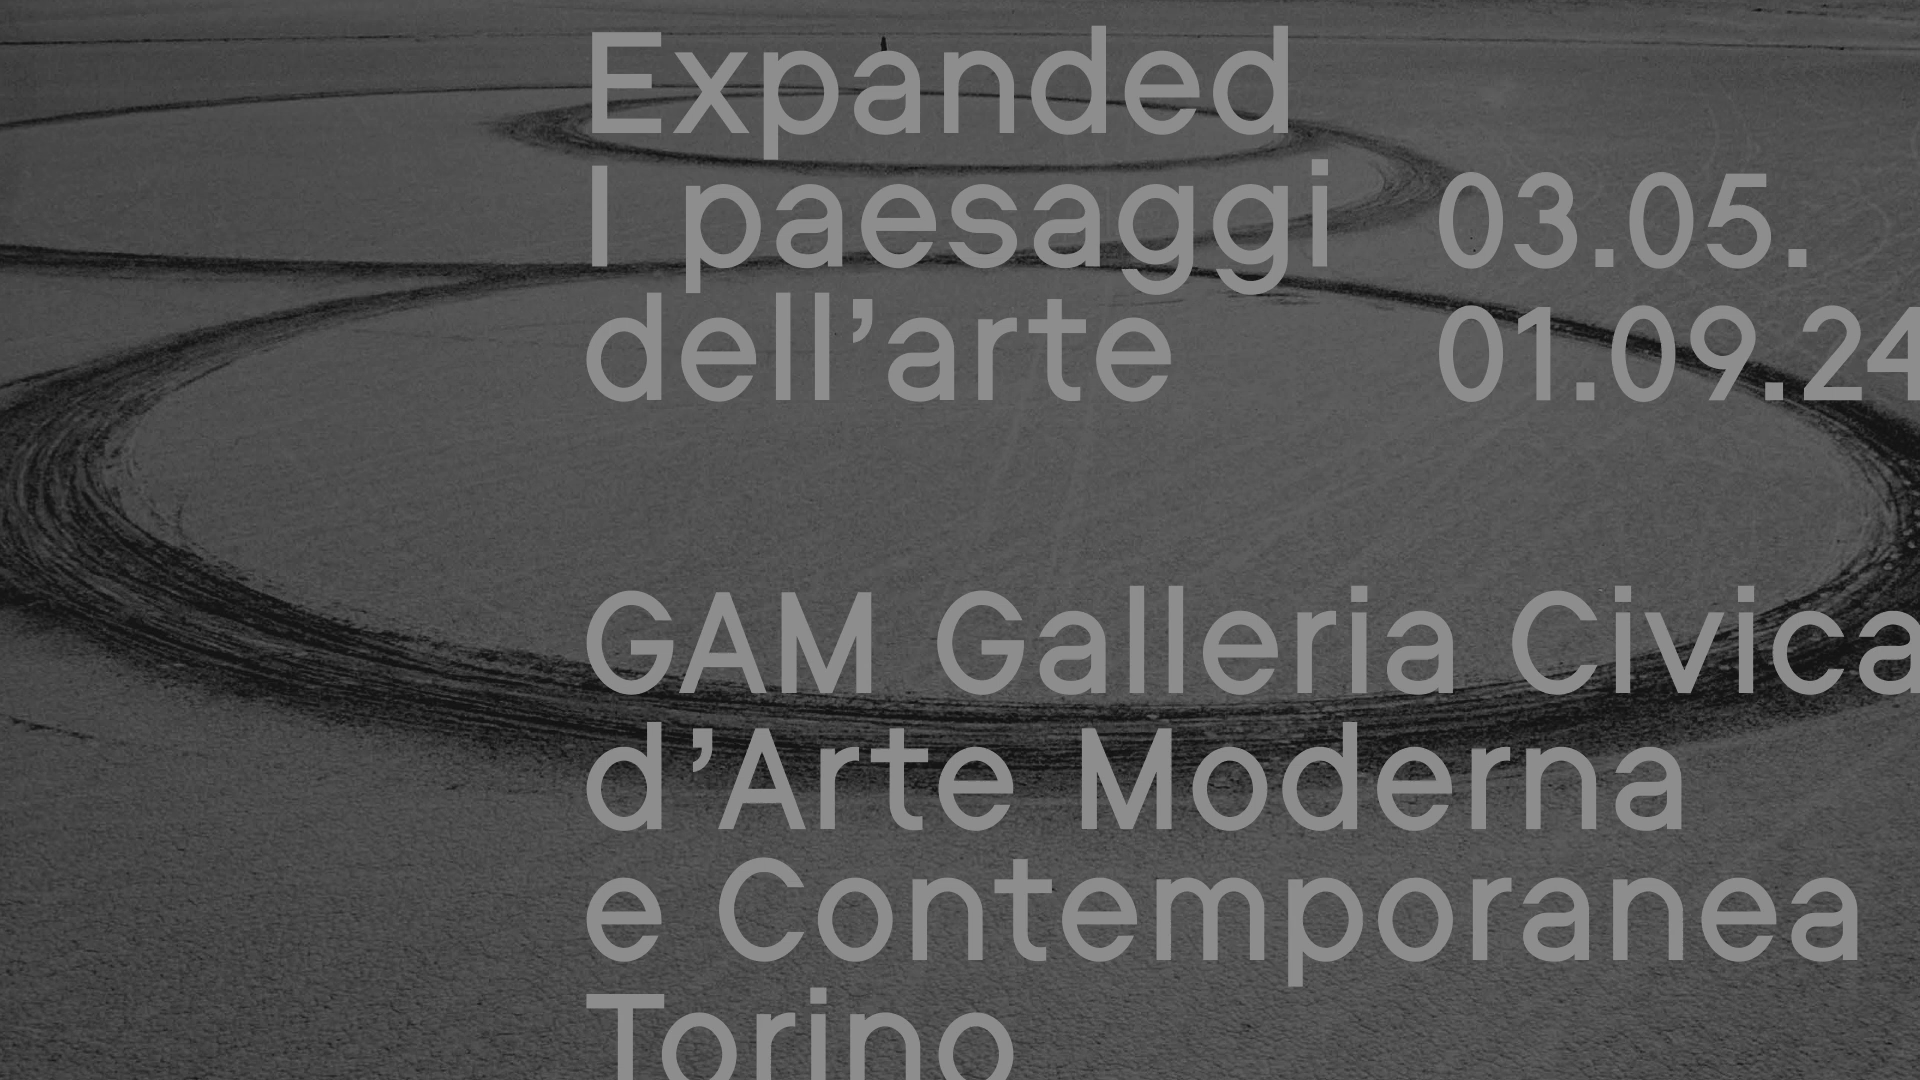 Expanded
I paesaggi 03.05.
dell’arte 01.09.24
GAM Galleria Civica
d’Arte Moderna
e Contemporanea
Torino